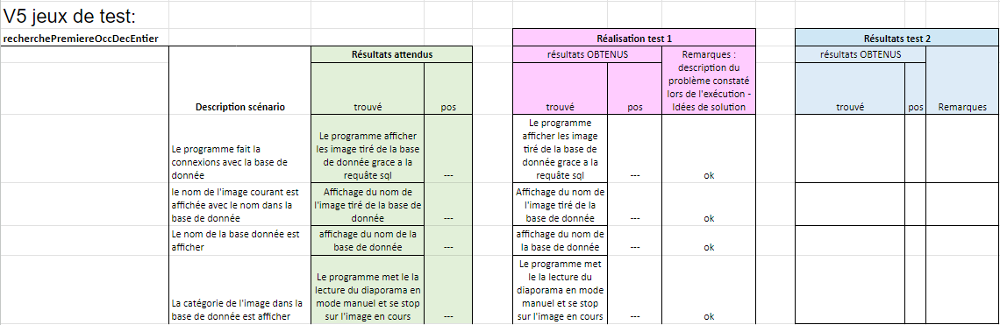 V5 jeux de test:
recherchePremiereOccDecEntier
Réalisation test 1
Résultats test 2
Résultats attendus
résultats OBTENUS
Remarques :
description du
problème constaté
lors de l'exécution -
Idées de solution
résultats OBTENUS
Description scénario
trouvé
pos
trouvé
pos
trouvé
pos
Remarques
Le programme fait la
connexions avec la base de
donnée
Le programme afficher
les image tiré de la base
de donnée grace a la
requâte sql
---
Le programme
afficher les image
tiré de la base de
donnée grace a la
requâte sql
---
ok
le nom de l'image courant est
affichée avec le nom dans la
base de donnée
Affichage du nom de
l'image tiré de la base de
donnée
---
Affichage du nom de
l'image tiré de la
base de donnée
---
ok
Le nom de la base donnée est
afficher
affichage du nom de la
base de donnée
---
affichage du nom de
la base de donnée
---
ok
La catégorie de l'image dans la
base de donnée est afficher
Le programme met le la
lecture du diaporama en
mode manuel et se stop
sur l'image en cours
---
Le programme met
le la lecture du
diaporama en mode
manuel et se stop
sur l'image en cours
---
ok